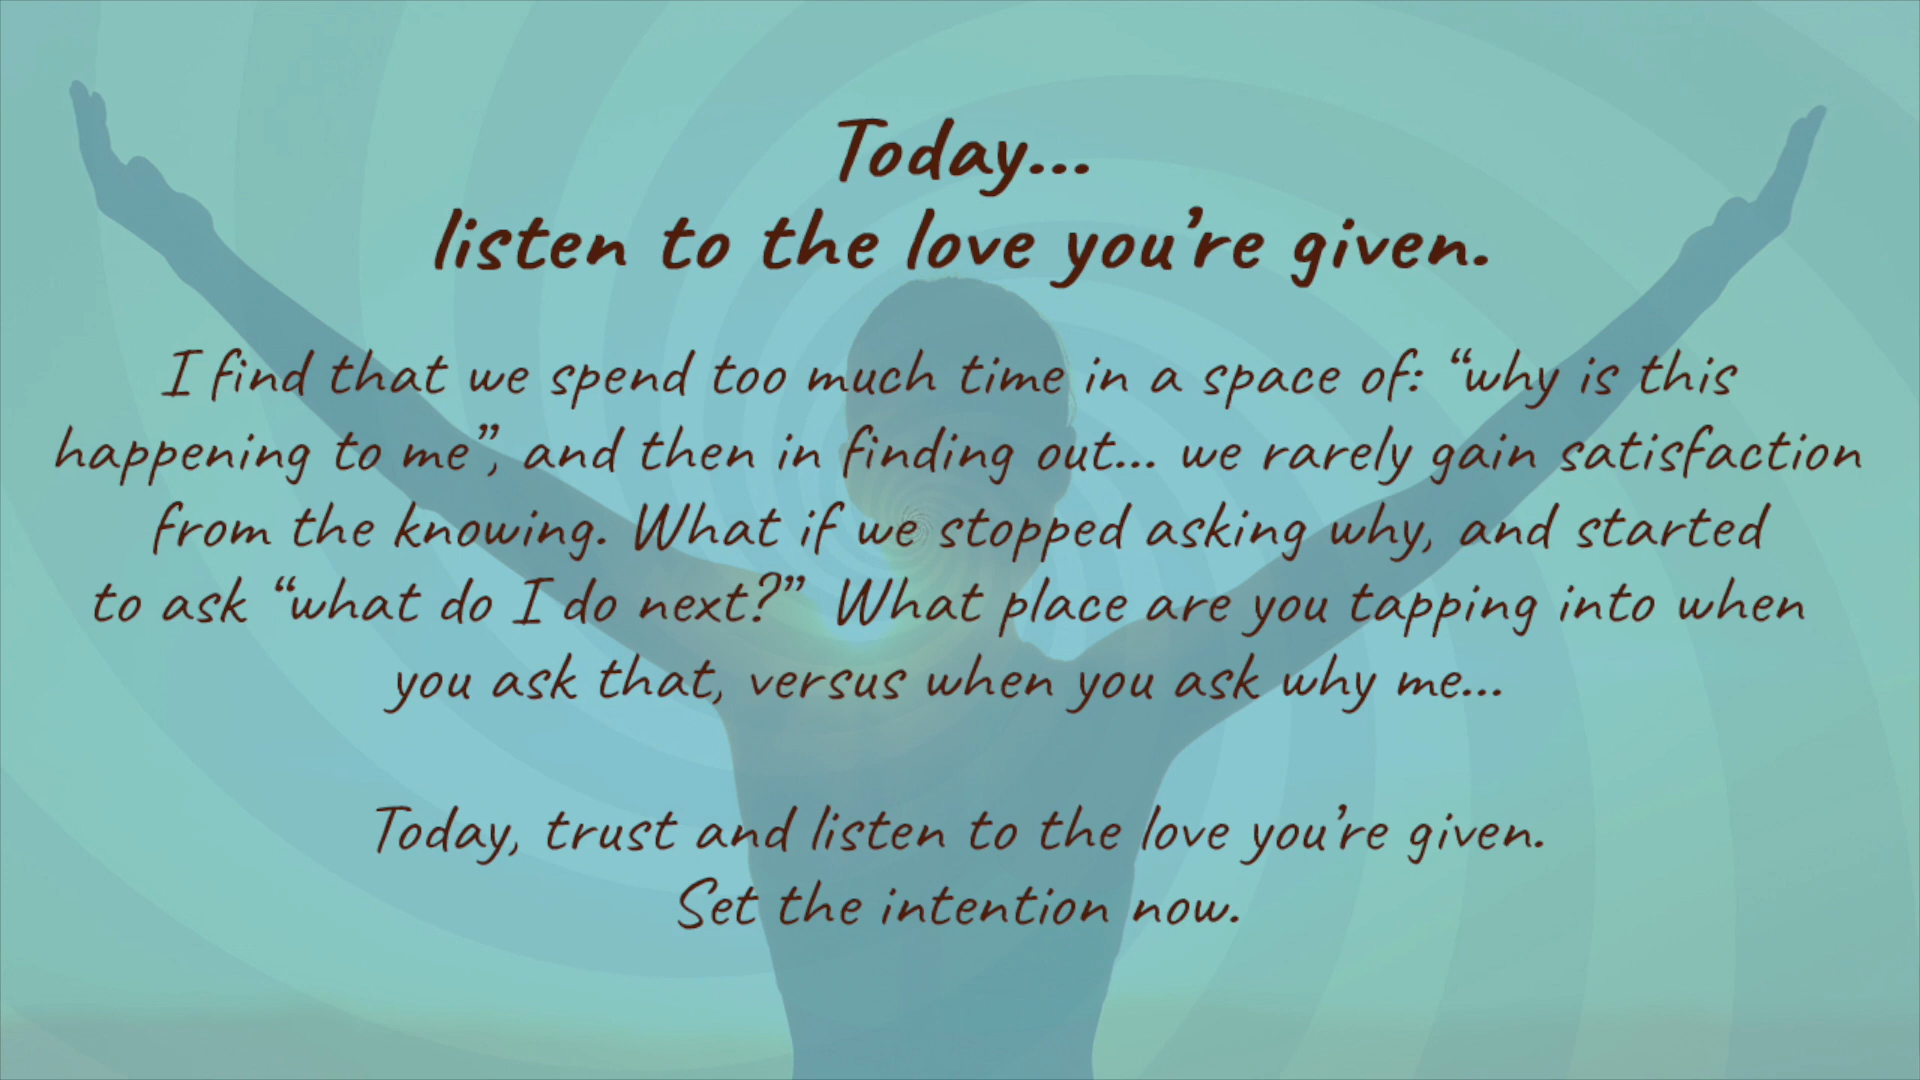 Today...
listen to the love you’re given.
I find that we spend too much time in a space of: “why is this
happening to me”, and then in finding out... we rarely gain satisfaction
from the knowing. What if we stopped asking why, and started
to ask “what do I do next?” What place are you tapping into when
you ask that, versus when you ask why me...
Today, trust and listen to the love you’re given.
Set the intention now.